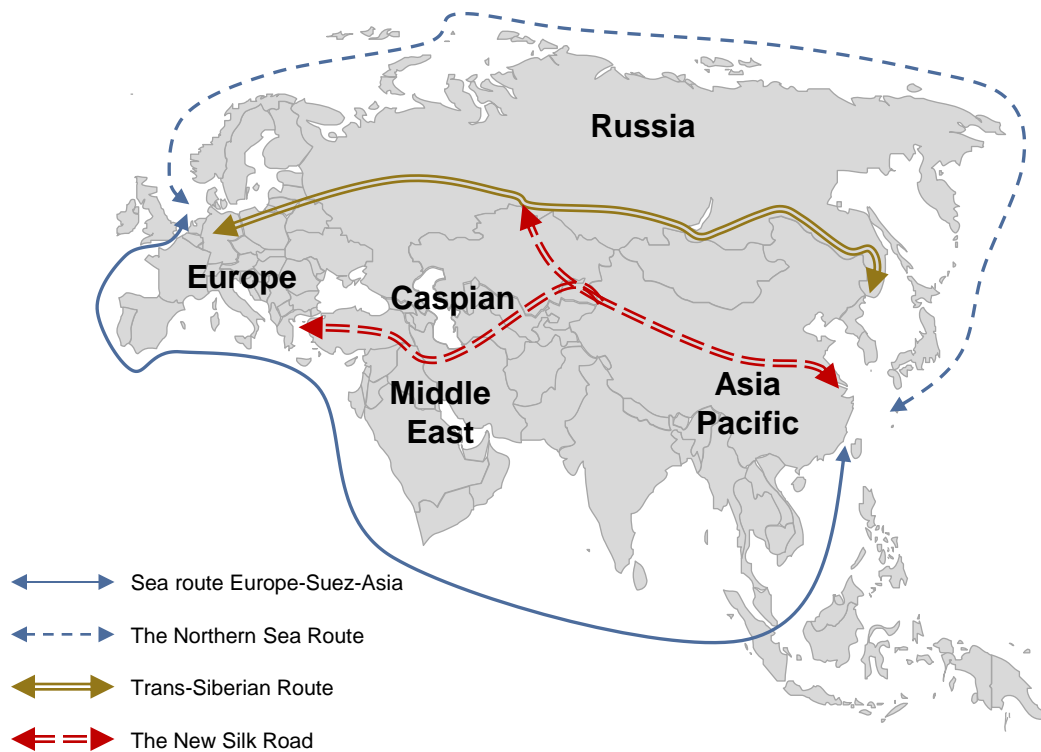 Russia
Europe
Caspian
Middle
East
Asia
Pacific
Sea route Europe-Suez-Asia
The Northern Sea Route
Trans-Siberian Route
The New Silk Road